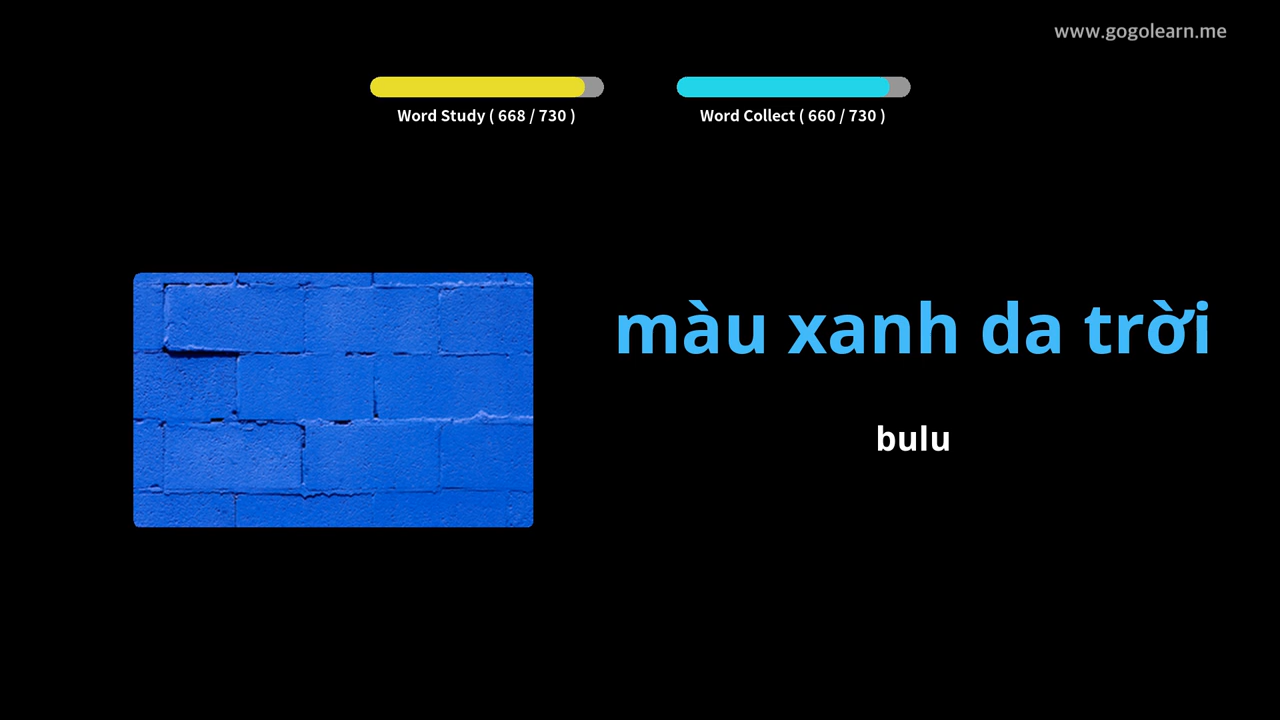 www.gogolearn.me
Word Study ( 668 / 730 )
Word Collect ( 660 / 730 )
màu xanh da trời
bulu